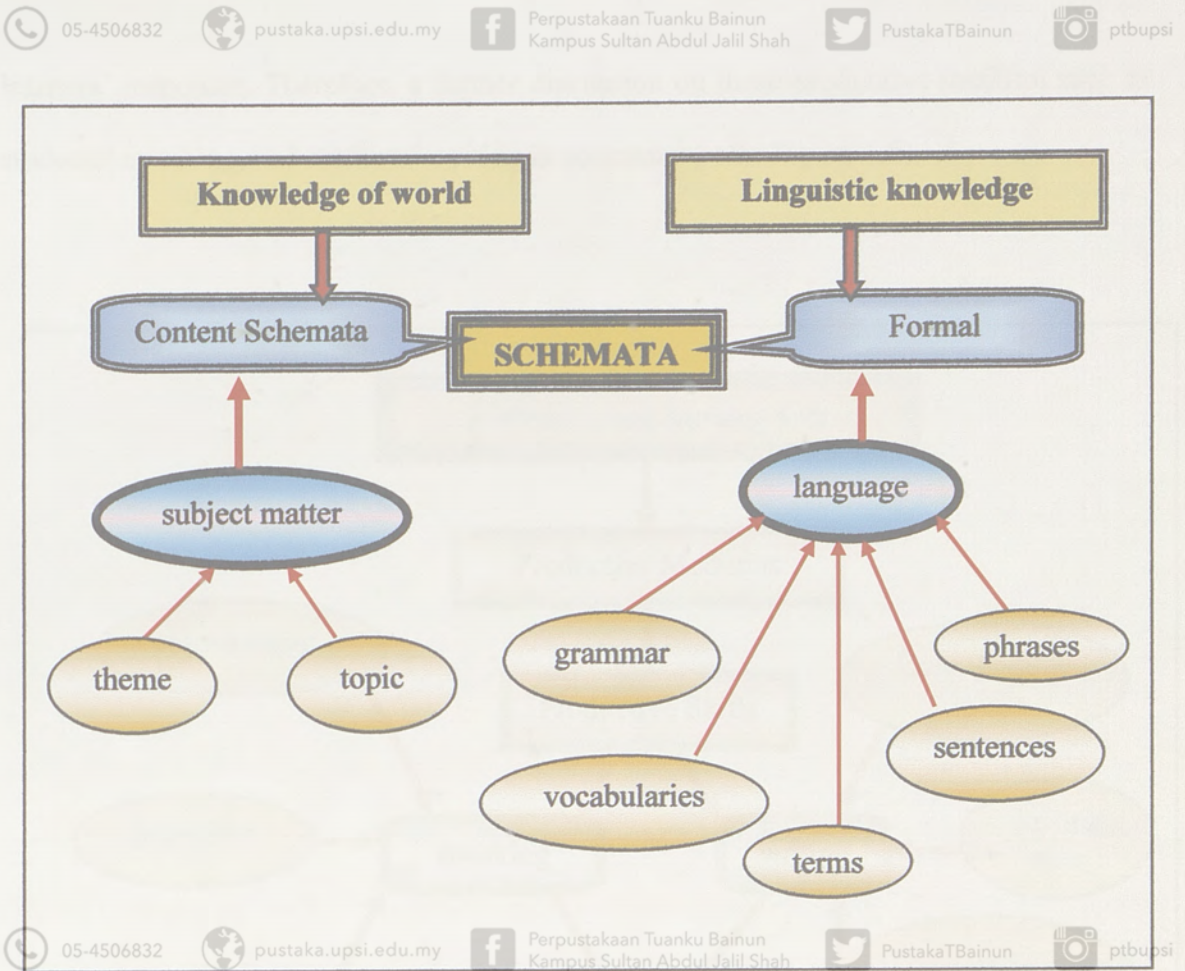 05-4506832 pustaka.upsi.edu.my f Perpustakaan Tuanku Bainun
Kampus Sultan Abdul Jalil Shah PustakaTBainun ptbupsi
Knowledge of world
Linguistic knowledge
Content Schemata
SCHEMATA
Formal
subject matter
language
theme
topic
grammar
phrases
vocabularies
sentences
terms
05-4506832 pustaka.upsi.edu.my f Perpustakaan Tuanku Bainun
Kampus Sultan Abdul Jalil Shah PustakaTBainun ptbupsi